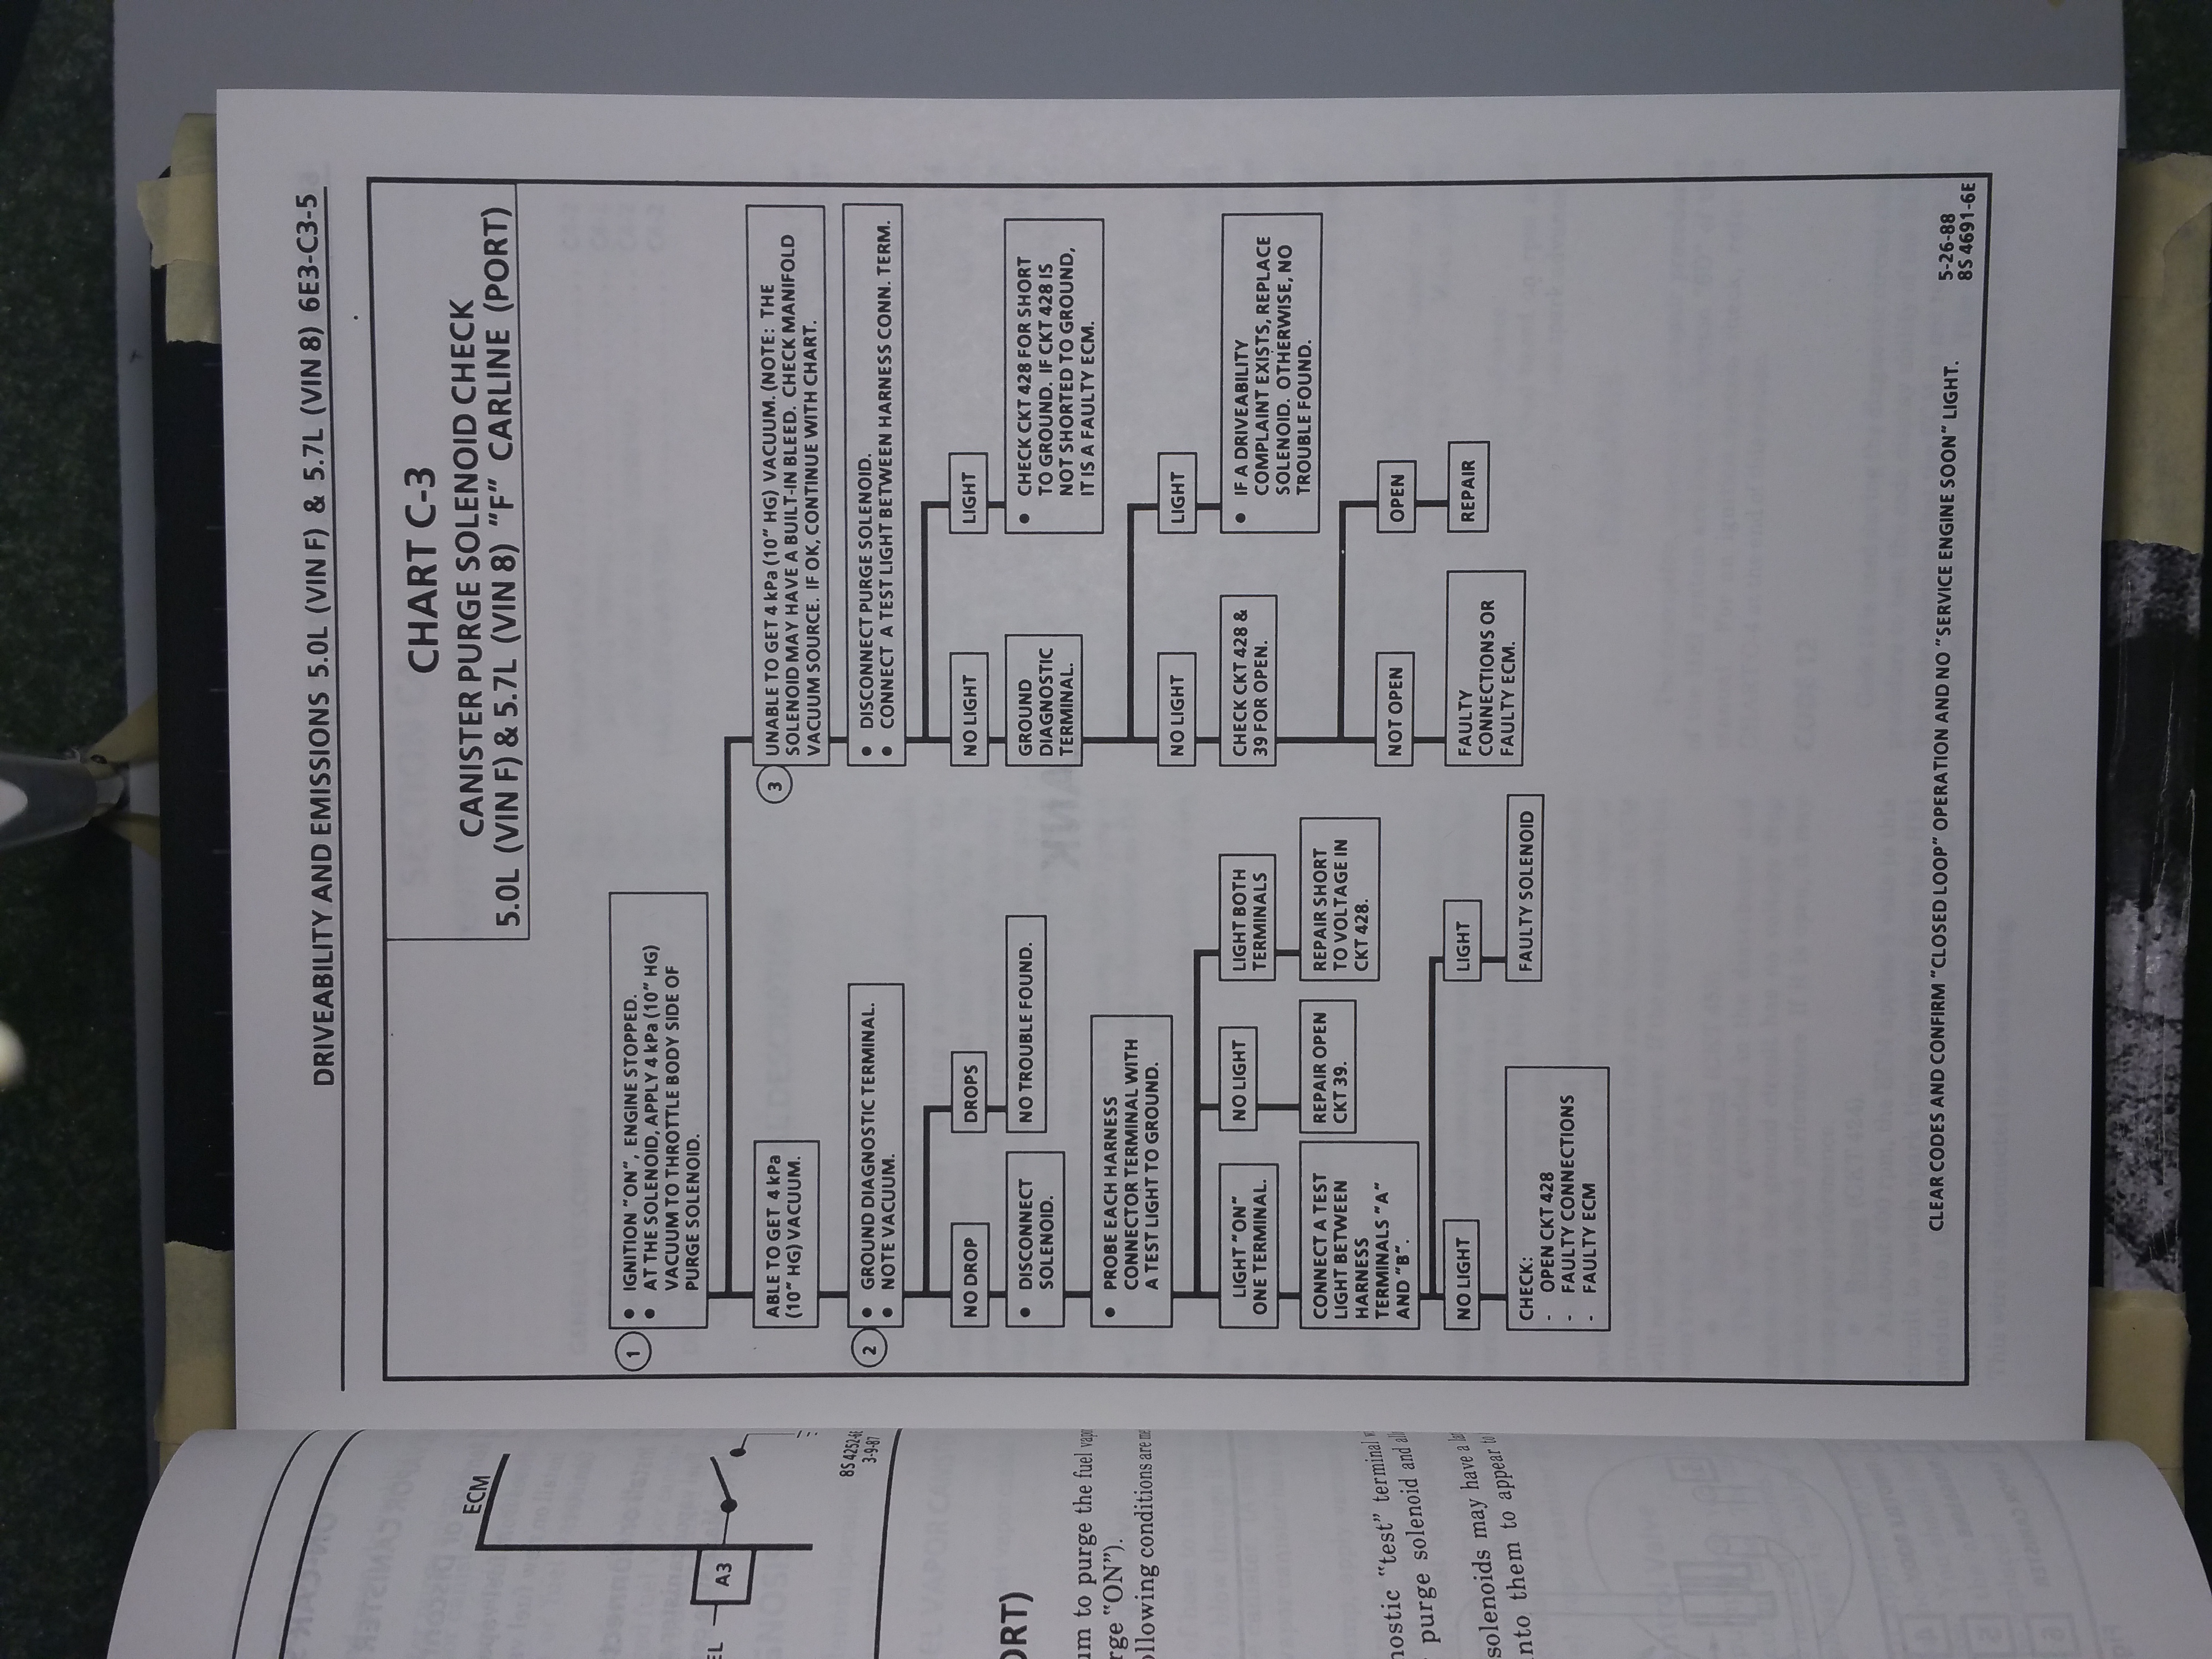 DRIVEABILITY AND EMISSIONS 5.0L (VIN F) & 5.7L (VIN 8) 6E3-C3-5
CHART C-3
CANISTER PURGE SOLENOID CHECK
5.0L (VIN F) & 5.7L (VIN 8) "F" CARLINE (PORT)
1
● IGNITION "ON", ENGINE STOPPED.
● AT THE SOLENOID, APPLY 4 kPa (10" HG)
VACUUM TO THROTTLE BODY SIDE OF
PURGE SOLENOID.
ABLE TO GET 4 kPa
(10" HG) VACUUM.
2
● GROUND DIAGNOSTIC TERMINAL.
● NOTE VACUUM.
NO DROP
DROPS
● DISCONNECT
SOLENOID.
NO TROUBLE FOUND.
● PROBE EACH HARNESS
CONNECTOR TERMINAL WITH
A TEST LIGHT TO GROUND.
LIGHT "ON"
ONE TERMINAL.
NO LIGHT
LIGHT BOTH
TERMINALS
CONNECT A TEST
LIGHT BETWEEN
HARNESS
TERMINALS "A"
AND "B".
REPAIR OPEN
CKT 39.
REPAIR SHORT
TO VOLTAGE IN
CKT 428.
NO LIGHT
LIGHT
CHECK:
- OPEN CKT 428
- FAULTY CONNECTIONS
- FAULTY ECM
FAULTY SOLENOID
3
UNABLE TO GET 4 kPa (10" HG) VACUUM. (NOTE: THE
SOLENOID MAY HAVE A BUILT-IN BLEED. CHECK MANIFOLD
VACUUM SOURCE. IF OK, CONTINUE WITH CHART.
● DISCONNECT PURGE SOLENOID.
● CONNECT A TEST LIGHT BETWEEN HARNESS CONN. TERM.
NO LIGHT
LIGHT
GROUND
DIAGNOSTIC
TERMINAL.
● CHECK CKT 428 FOR SHORT
TO GROUND. IF CKT 428 IS
NOT SHORTED TO GROUND,
IT IS A FAULTY ECM.
NO LIGHT
LIGHT
CHECK CKT 428 &
39 FOR OPEN.
● IF A DRIVEABILITY
COMPLAINT EXISTS, REPLACE
SOLENOID. OTHERWISE, NO
TROUBLE FOUND.
NOT OPEN
OPEN
FAULTY
CONNECTIONS OR
FAULTY ECM.
REPAIR
CLEAR CODES AND CONFIRM "CLOSED LOOP" OPERATION AND NO "SERVICE ENGINE SOON" LIGHT.
5-26-88
8S 4691-6E
ECM
A3
EL
8S 4252-6E
3-9-87
ORT)
um to purge the fuel
rge "ON").
ollowing conditions are
nostic "test" terminal
purge solenoid and
solenoids may have a
nto them to appear to